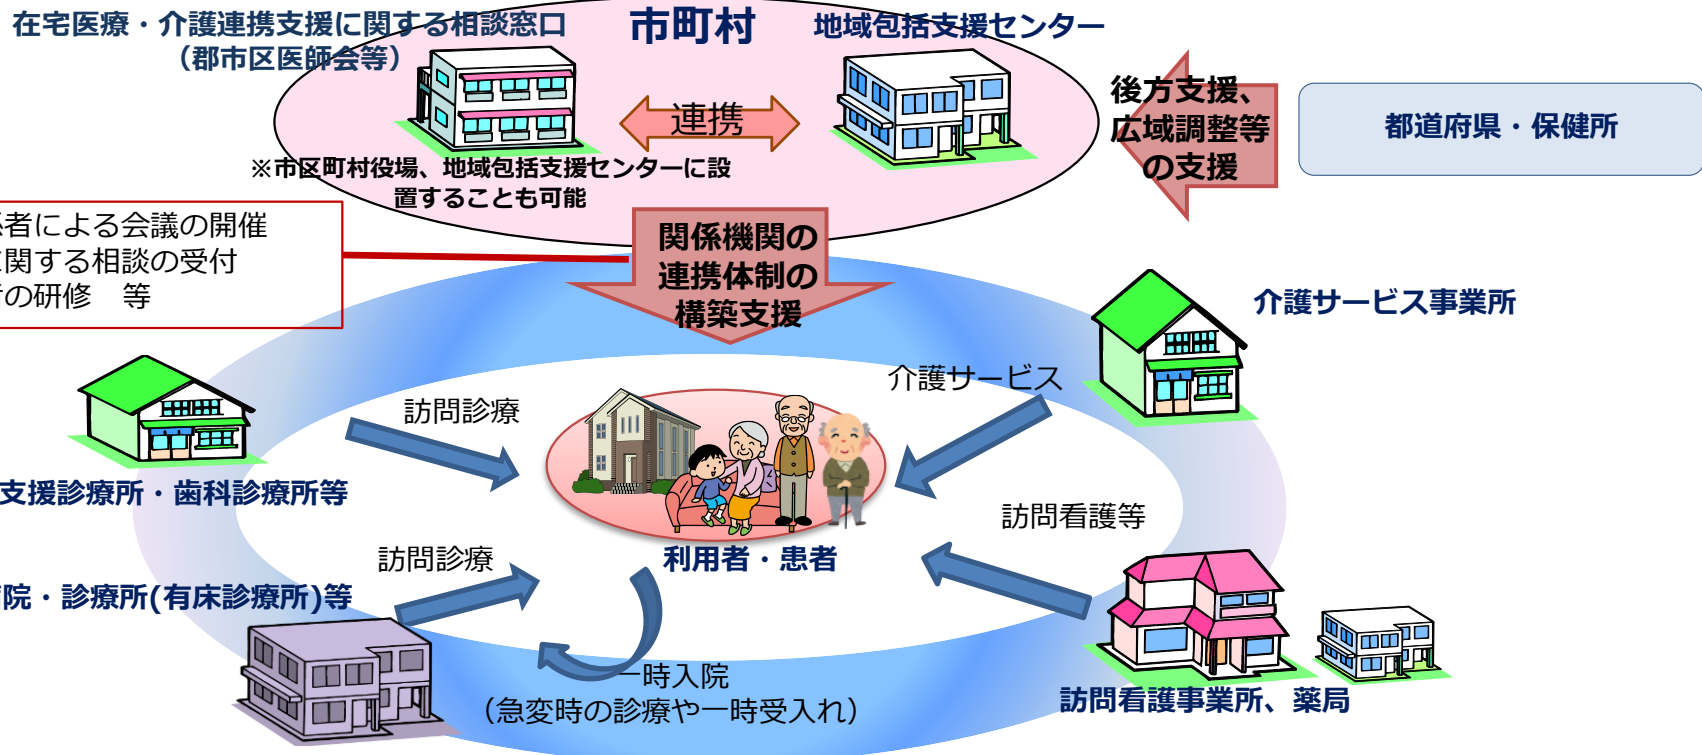 在宅医療・介護連携支援に関する相談窓口
（郡市区医師会等）
市町村
地域包括支援センター
連携
※市区町村役場、地域包括支援センターに設
置することも可能
後方支援、
広域調整等
の支援
都道府県・保健所
者による会議の開催
関する相談の受付
の研修　等
関係機関の
連携体制の
構築支援
介護サービス事業所
介護サービス
訪問診療
支援診療所・歯科診療所等
訪問看護等
利用者・患者
訪問診療
院・診療所(有床診療所)等
一時入院
（急変時の診療や一時受入れ）
訪問看護事業所、薬局